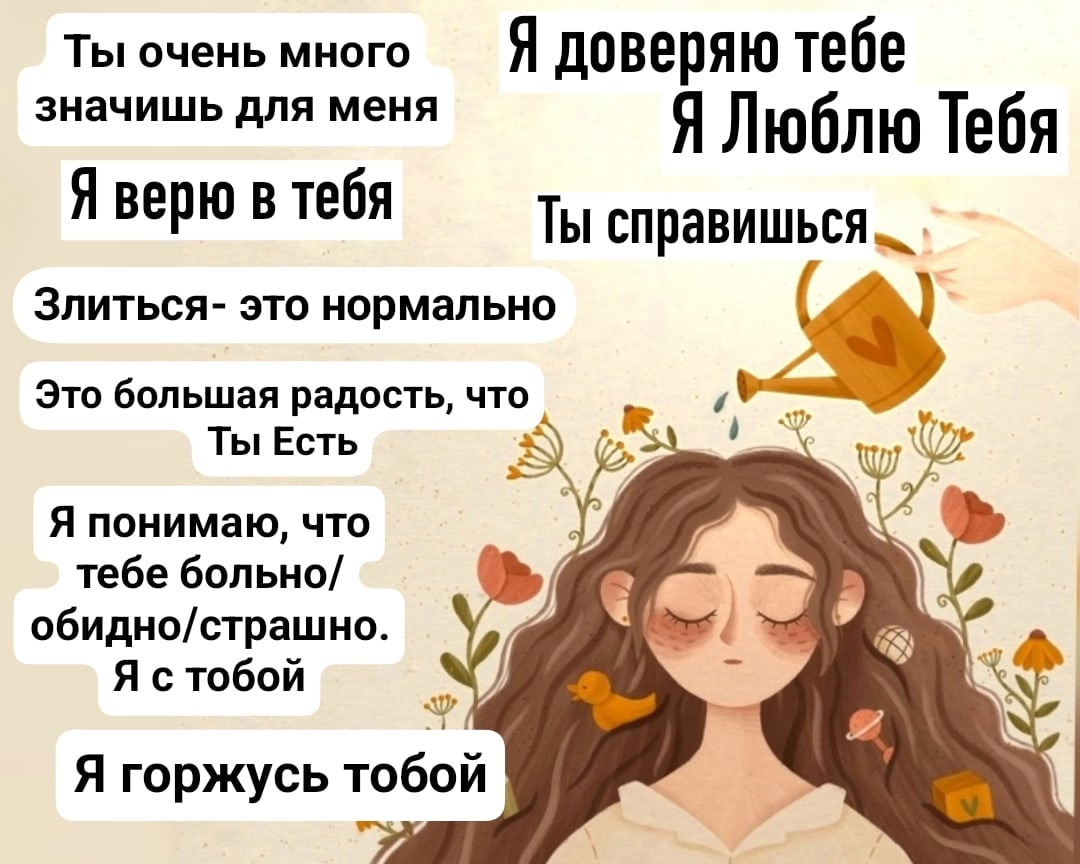 Ты очень много
значишь для меня
Я доверяю тебе
Я Люблю Тебя
Я верю в тебя
Ты справишься
Злиться- это нормально
Это большая радость, что
Ты Есть
Я понимаю, что
тебе больно/
обидно/страшно.
Я с тобой
Я горжусь тобой